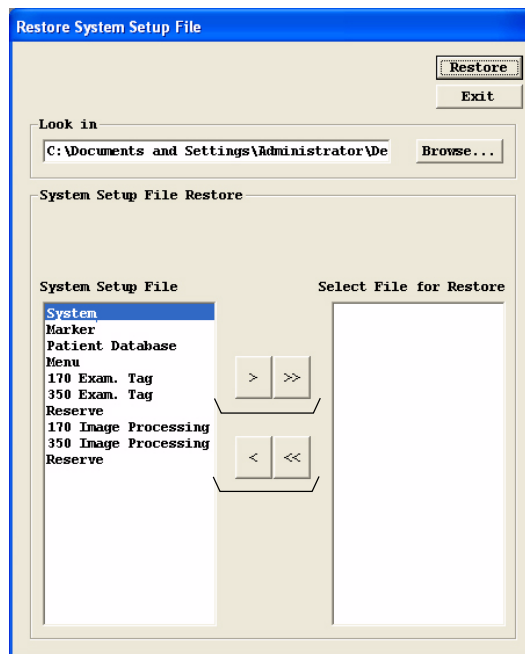 Restore System Setup File
Restore
Exit
Look in
C:\Documents and Settings\Administrator\De
Browse...
System Setup File Restore
System Setup File
Select File for Restore
System
Marker
Patient Database
Menu
170 Exam. Tag
350 Exam. Tag
Reserve
170 Image Processing
350 Image Processing
Reserve
> >>
< <<